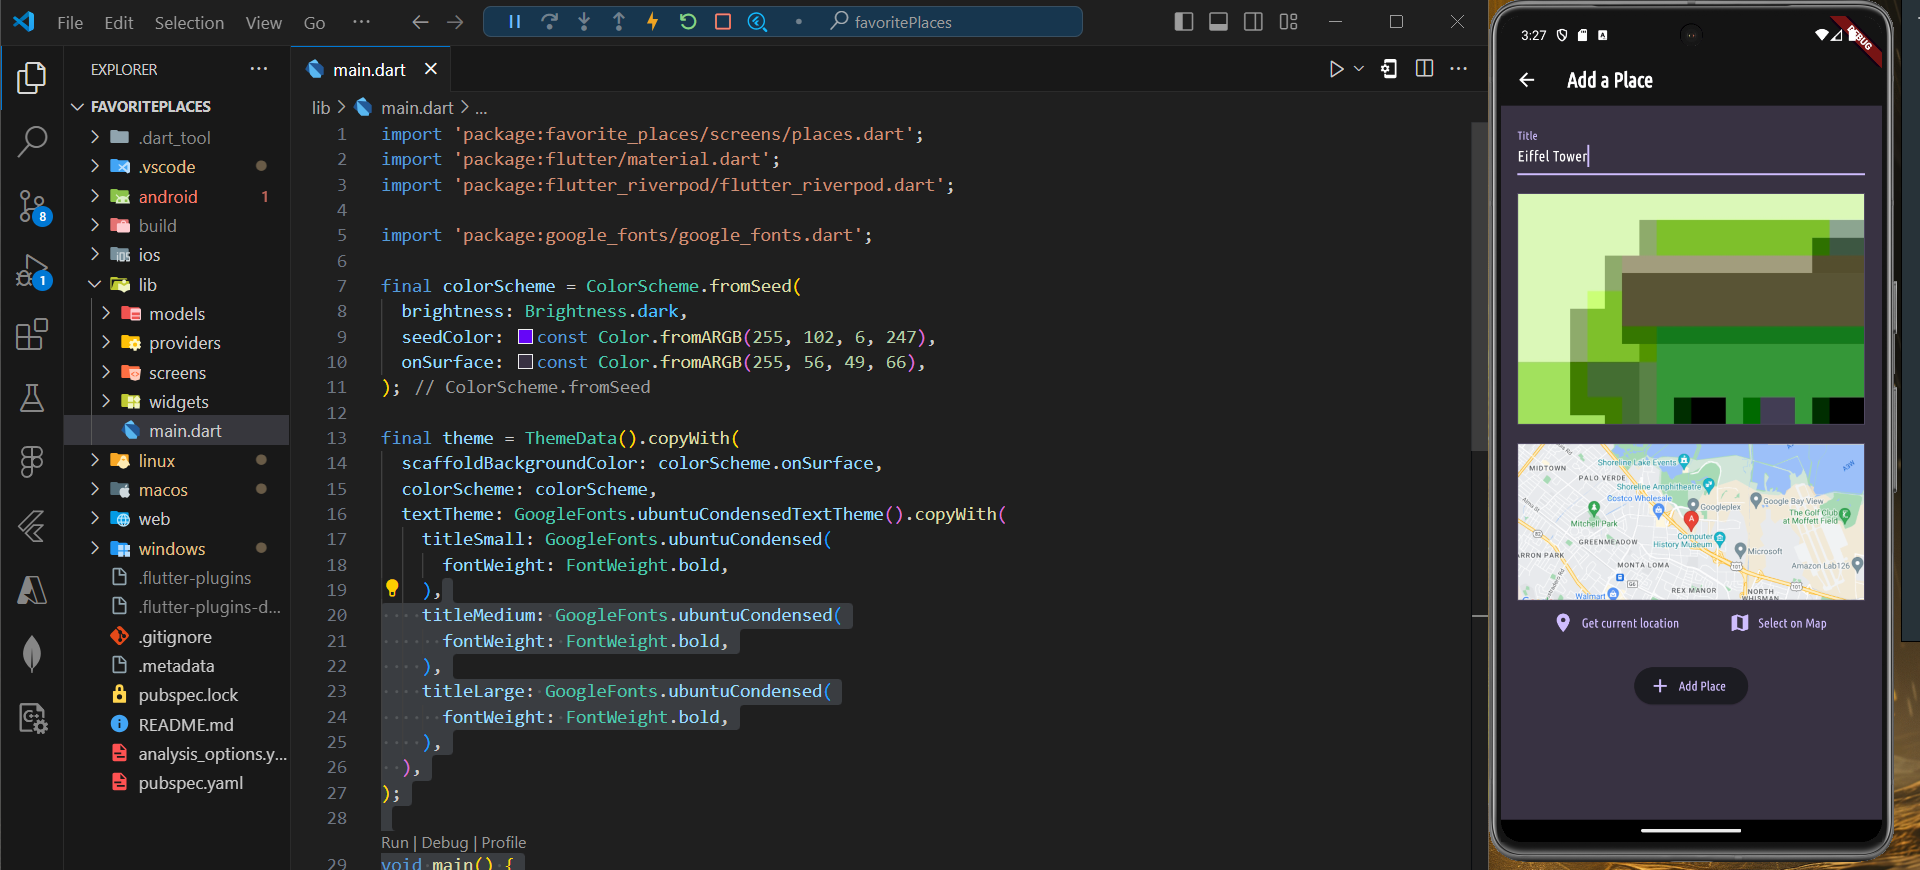 File Edit Selection View Go ...
favoritePlaces
EXPLORER
main.dart
FAVORITEPLACES
.dart_tool
.vscode
android 1
build
ios
lib
models
providers
screens
widgets
main.dart
linux
macos
web
windows
.flutter-plugins
.flutter-plugins-d...
.gitignore
.metadata
pubspec.lock
README.md
analysis_options.y...
pubspec.yaml
8
1
lib > main.dart > ...
1 import 'package:favorite_places/screens/places.dart';
2 import 'package:flutter/material.dart';
3 import 'package:flutter_riverpod/flutter_riverpod.dart';
4
5 import 'package:google_fonts/google_fonts.dart';
6
7 final colorScheme = ColorScheme.fromSeed(
8 brightness: Brightness.dark,
9 seedColor: const Color.fromARGB(255, 102, 6, 247),
10 onSurface: const Color.fromARGB(255, 56, 49, 66),
11 ); // ColorScheme.fromSeed
12
13 final theme = ThemeData().copyWith(
14 scaffoldBackgroundColor: colorScheme.onSurface,
15 colorScheme: colorScheme,
16 textTheme: GoogleFonts.ubuntuCondensedTextTheme().copyWith(
17 titleSmall: GoogleFonts.ubuntuCondensed(
18 fontWeight: FontWeight.bold,
19 ),
20 titleMedium: GoogleFonts.ubuntuCondensed(
21 fontWeight: FontWeight.bold,
22 ),
23 titleLarge: GoogleFonts.ubuntuCondensed(
24 fontWeight: FontWeight.bold,
25 ),
26 ),
27 );
28
Run | Debug | Profile
29 void main() {
3:27
DEBUG
Add a Place
Title
Eiffel Tower
MIDTOWN
Shoreline Lake Events
PALO VERDE
Shoreline Amphitheatre
Costco Wholesale
Google Bay View
Googleplex
The Golf Club
at Moffett Field
Mitchell Park
A
GREENMEADOW
Computer
History Museum
ARRON PARK
Microsoft
MONTA LOMA
101
Amazon Lab126
G6
REX MANOR
NORTH
WHISMAN
101
Walmart
Get current location
Select on Map
Add Place